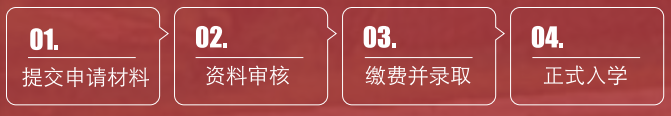 01.
提交申请材料
02.
资料审核
03.
缴费并录取
04.
正式入学